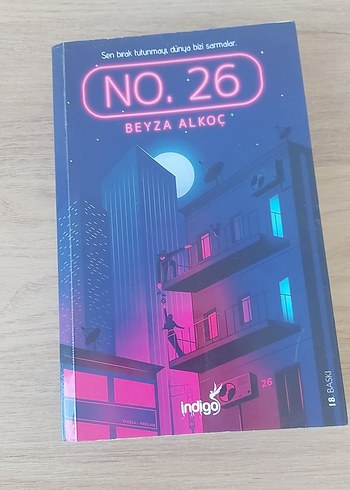 Sen bırak tutunmayı, dünya bizi sarmalar.
NO. 26
BEYZA ALKOÇ
26
indigo
18. BASKI